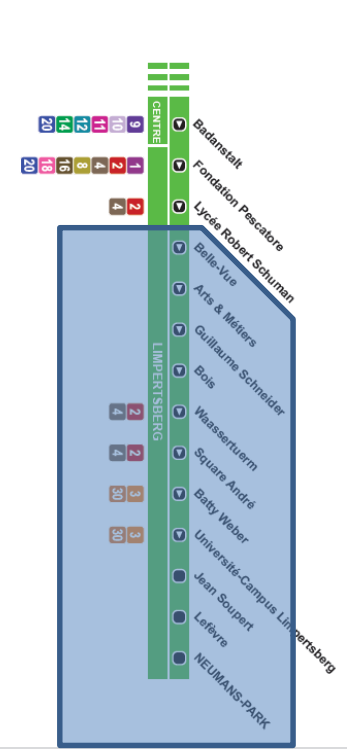 Badanstalt
Fondation Pescatore
Lycée Robert Schuman
Belle-Vue
Arts & Métiers
Guillaume Schneider
Bois
Waassertuerm
Square André
Batty Weber
Université-Campus Limpertsberg
Jean Soupert
Lefèvre
NEUMANS-PARK
CENTRE
LIMPERTSBERG
9 10 11 12 14 20
1 2 4 8 16 18 20
2 4
2 4
2 4
3 30
3 30